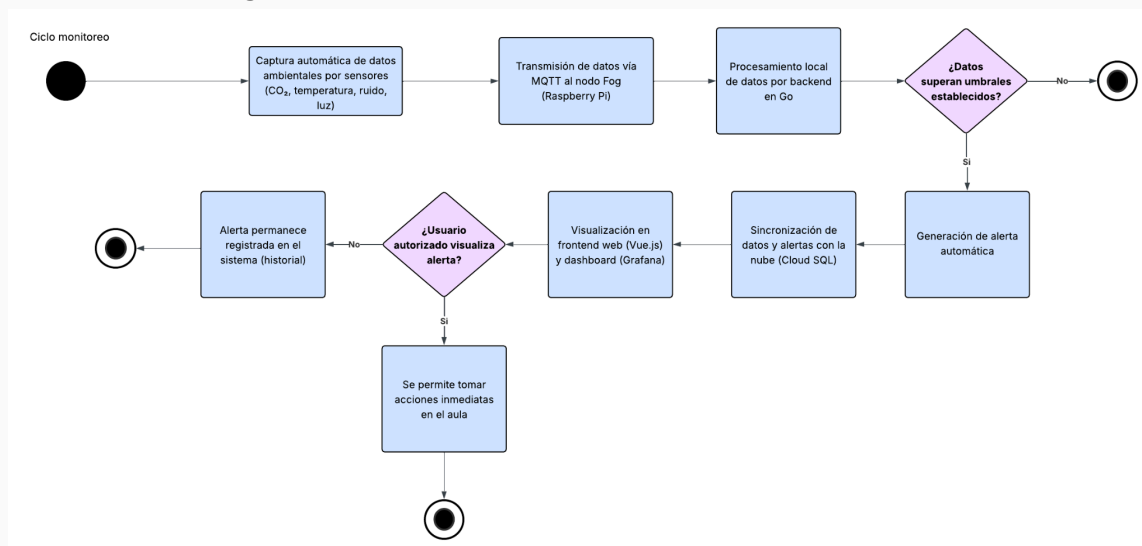 Ciclo monitoreo
Captura automática de datos
ambientales por sensores
(CO₂, temperatura, ruido,
luz)
Transmisión de datos vía
MQTT al nodo Fog
(Raspberry Pi)
Procesamiento local
de datos por backend
en Go
¿Datos
superan umbrales
establecidos?
No
Si
Generación de alerta
automática
Sincronización de
datos y alertas con la
nube (Cloud SQL)
Visualización en
frontend web (Vue.js)
y dashboard (Grafana)
¿Usuario
autorizado visualiza
alerta?
No
Alerta permanece
registrada en el
sistema (historial)
Si
Se permite tomar
acciones inmediatas
en el aula